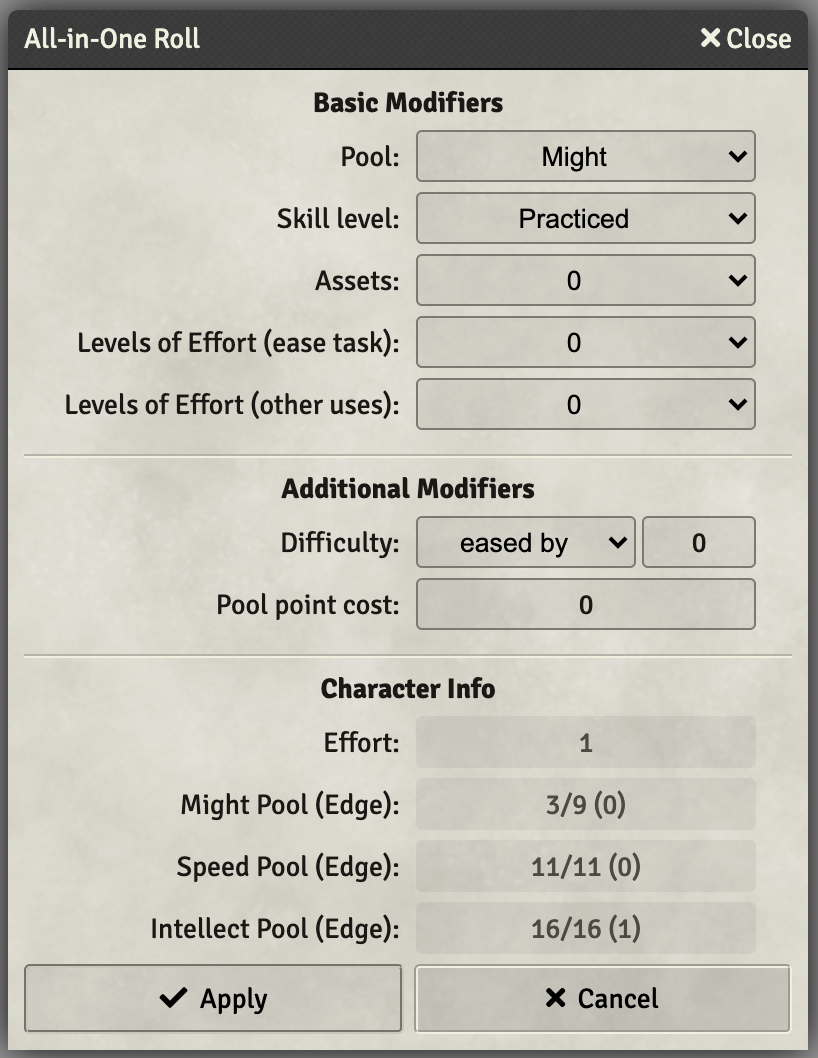 All-in-One Roll Close
Basic Modifiers
Pool: Might
Skill level: Practiced
Assets: 0
Levels of Effort (ease task): 0
Levels of Effort (other uses): 0
Additional Modifiers
Difficulty: eased by 0
Pool point cost: 0
Character Info
Effort: 1
Might Pool (Edge): 3/9 (0)
Speed Pool (Edge): 11/11 (0)
Intellect Pool (Edge): 16/16 (1)
Apply Cancel